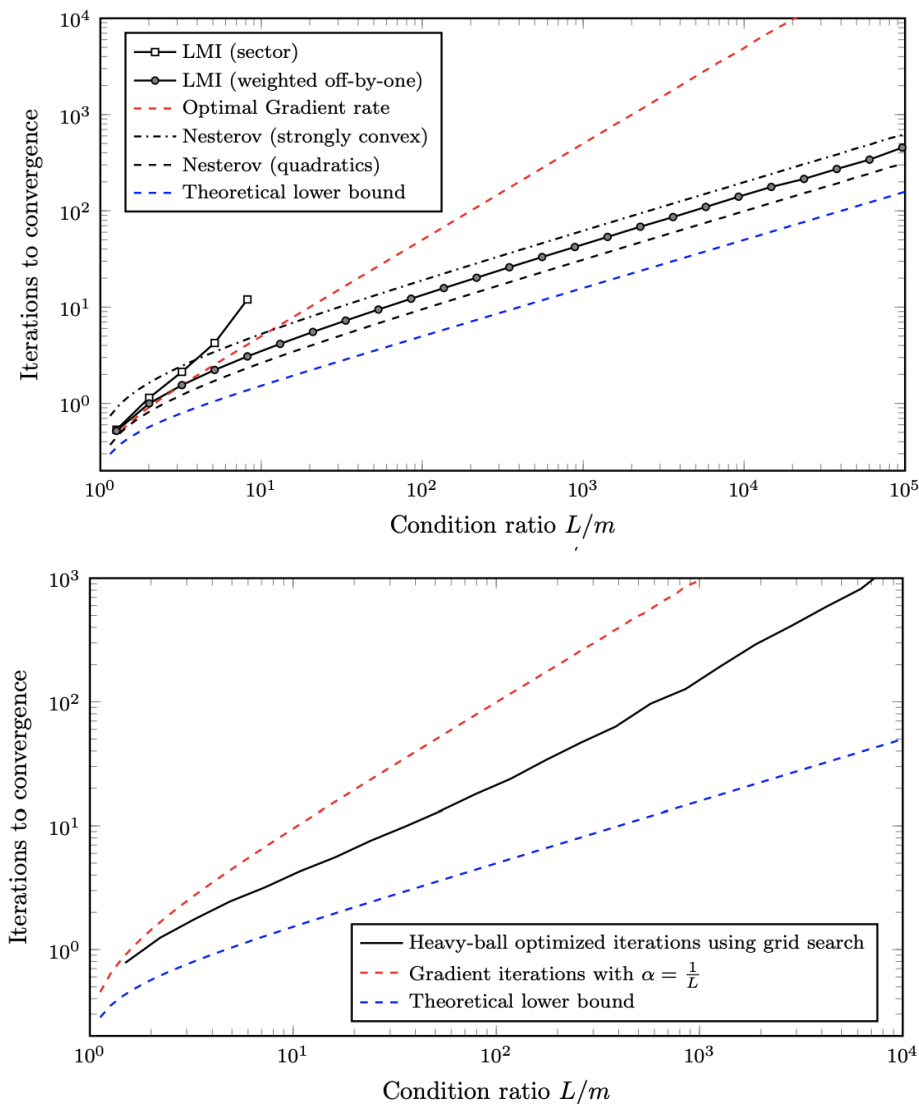 10^4
10^3
10^2
10^1
10^0
Iterations to convergence
LMI (sector)
LMI (weighted off-by-one)
Optimal Gradient rate
Nesterov (strongly convex)
Nesterov (quadratics)
Theoretical lower bound
10^0 10^1 10^2 10^3 10^4 10^5
Condition ratio L/m
10^3
10^2
10^1
10^0
Iterations to convergence
Heavy-ball optimized iterations using grid search
Gradient iterations with α = 1/L
Theoretical lower bound
10^0 10^1 10^2 10^3 10^4
Condition ratio L/m